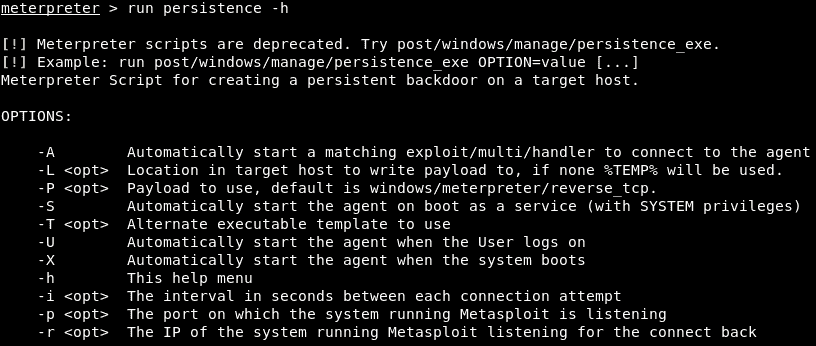 meterpreter > run persistence -h
[!] Meterpreter scripts are deprecated. Try post/windows/manage/persistence_exe.
[!] Example: run post/windows/manage/persistence_exe OPTION=value [...]
Meterpreter Script for creating a persistent backdoor on a target host.
OPTIONS:
-A Automatically start a matching exploit/multi/handler to connect to the agent
-L <opt> Location in target host to write payload to, if none %TEMP% will be used.
-P <opt> Payload to use, default is windows/meterpreter/reverse_tcp.
-S Automatically start the agent on boot as a service (with SYSTEM privileges)
-T <opt> Alternate executable template to use
-U Automatically start the agent when the User logs on
-X Automatically start the agent when the system boots
-h This help menu
-i <opt> The interval in seconds between each connection attempt
-p <opt> The port on which the system running Metasploit is listening
-r <opt> The IP of the system running Metasploit listening for the connect back